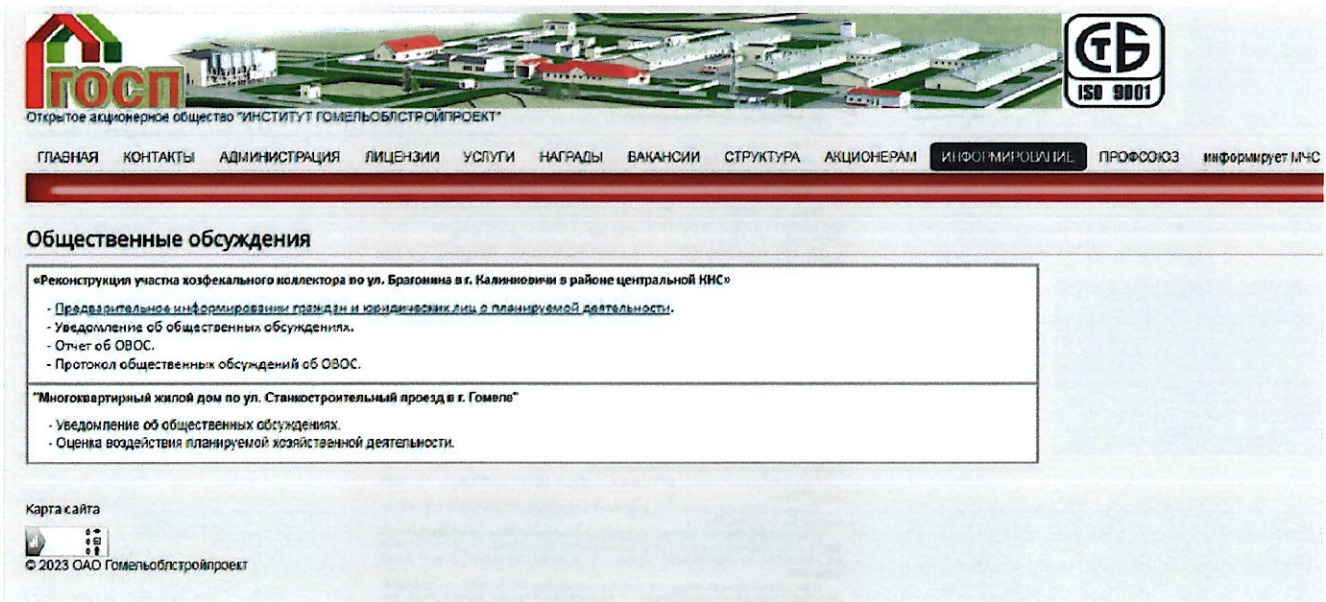 ГОСП
СТБ
ISO 9001
Открытое акционерное общество "ИНСТИТУТ ГОМЕЛЬОБЛСТРОЙПРОЕКТ"
ГЛАВНАЯ КОНТАКТЫ АДМИНИСТРАЦИЯ ЛИЦЕНЗИИ УСЛУГИ НАГРАДЫ ВАКАНСИИ СТРУКТУРА АКЦИОНЕРАМ ИНФОРМИРОВАНИЕ ПРОФСОЮЗ информирует МЧС
Общественные обсуждения
«Реконструкция участка хозфекального коллектора по ул. Брагонина в г. Калинковичи в районе центральной КНС»
- Предварительное информировании граждан и юридических лиц о планируемой деятельности.
- Уведомление об общественных обсуждениях.
- Отчет об ОВОС.
- Протокол общественных обсуждений об ОВОС.
"Многоквартирный жилой дом по ул. Станкостроительный проезд в г. Гомеле"
- Уведомление об общественных обсуждениях.
- Оценка воздействия планируемой хозяйственной деятельности.
Карта сайта
© 2023 ОАО Гомельоблстройпроект